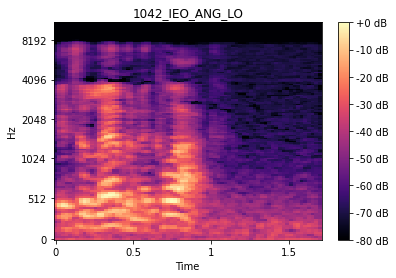 1042_IEO_ANG_LO
+0 dB
8192
-10 dB
4096
-20 dB
-30 dB
2048
Hz
-40 dB
1024
-50 dB
512
-60 dB
-70 dB
0
-80 dB
0 0.5 1 1.5
Time